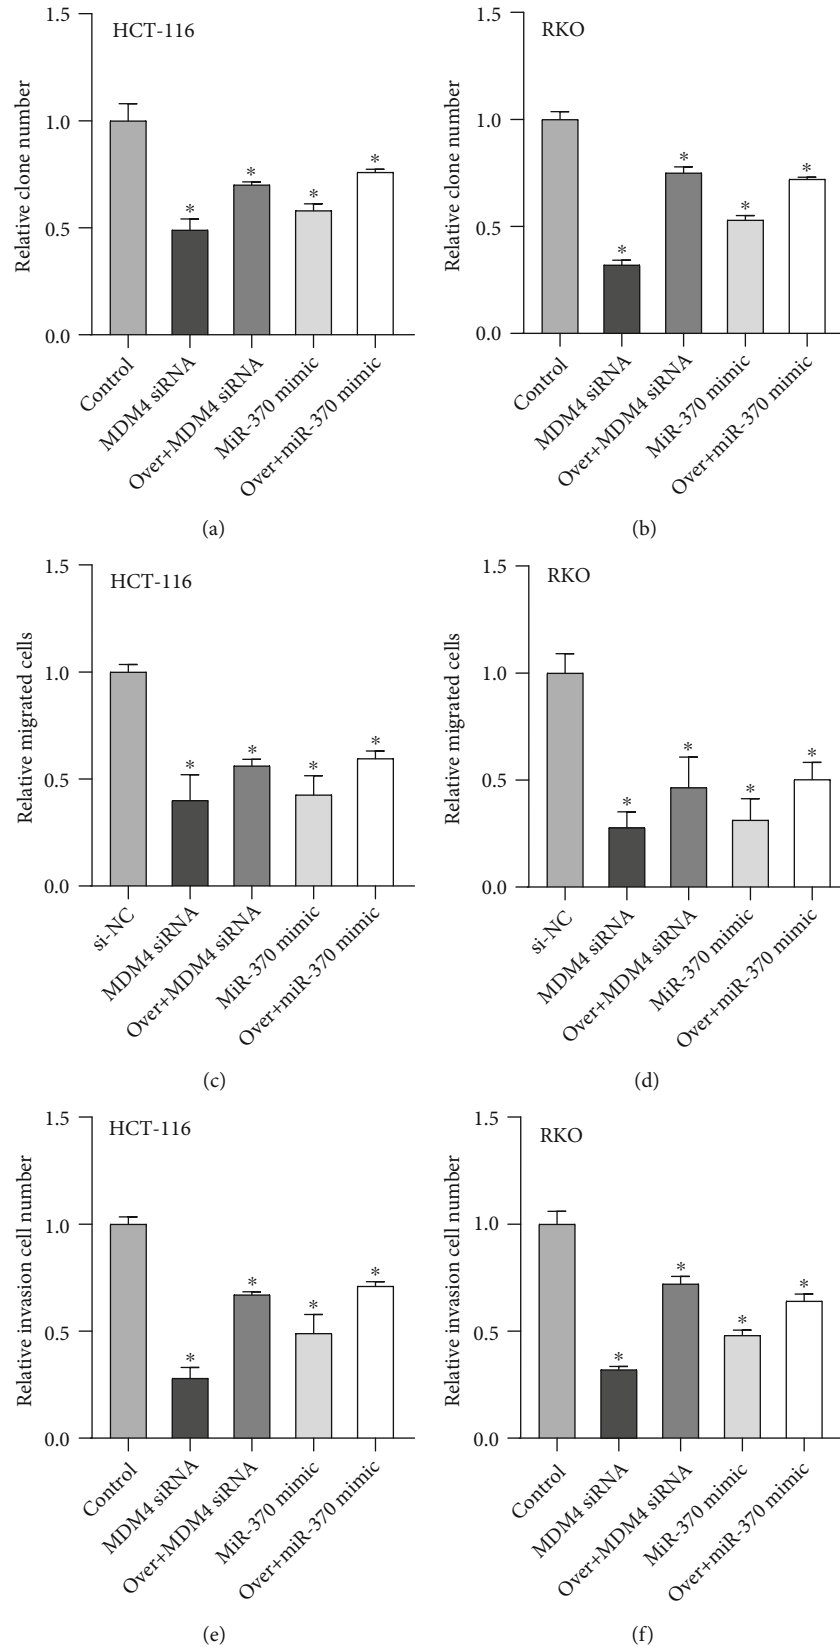 HCT-116
Relative clone number
1.5
1.0
0.5
0.0
*
*
*
*
Control
MDM4 siRNA
Over+MDM4 siRNA
MiR-370 mimic
Over+miR-370 mimic
(a)
RKO
Relative clone number
1.5
1.0
0.5
0.0
*
*
*
*
Control
MDM4 siRNA
Over+MDM4 siRNA
MiR-370 mimic
Over+miR-370 mimic
(b)
HCT-116
Relative migrated cells
1.5
1.0
0.5
0.0
*
*
*
*
si-NC
MDM4 siRNA
Over+MDM4 siRNA
MiR-370 mimic
Over+miR-370 mimic
(c)
RKO
Relative migrated cells
1.5
1.0
0.5
0.0
*
*
*
*
si-NC
MDM4 siRNA
Over+MDM4 siRNA
MiR-370 mimic
Over+miR-370 mimic
(d)
HCT-116
Relative invasion cell number
1.5
1.0
0.5
0.0
*
*
*
*
Control
MDM4 siRNA
Over+MDM4 siRNA
MiR-370 mimic
Over+miR-370 mimic
(e)
RKO
Relative invasion cell number
1.5
1.0
0.5
0.0
*
*
*
*
Control
MDM4 siRNA
Over+MDM4 siRNA
MiR-370 mimic
Over+miR-370 mimic
(f)